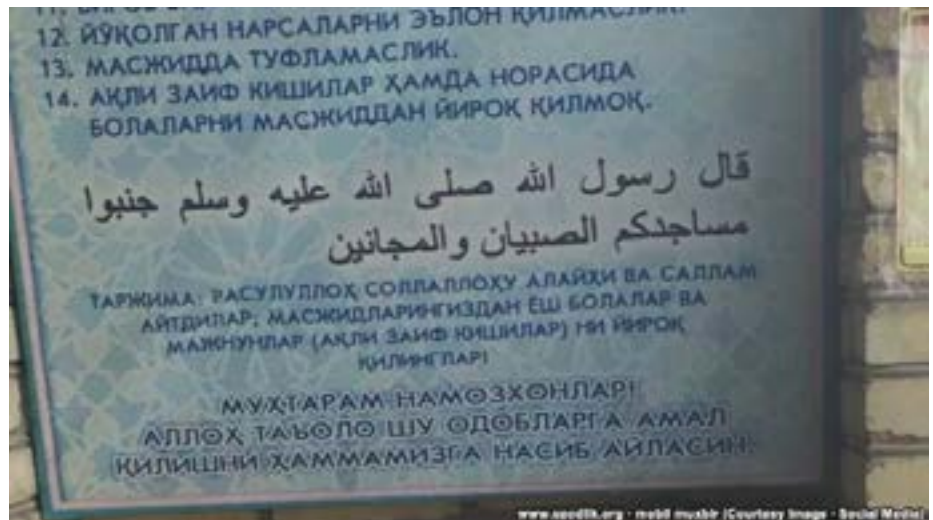 12. ЙЎҚОЛГАН НАРСАЛАРНИ ЭЪЛОН ҚИЛМАСЛИК.
13. МАСЖИДДА ТУФЛАМАСЛИК.
14. АҚЛИ ЗАИФ КИШИЛАР ҲАМДА НОРАСИДА
БОЛАЛАРНИ МАСЖИДДАН ЙИРОҚ ҚИЛМОҚ.
قال رسول الله صلى الله عليه وسلم جنبوا
مساجدكم الصبيان والمجانين
ТАРЖИМА: РАСУЛУЛЛОҲ СОЛЛАЛЛОҲУ АЛАЙҲИ ВА САЛЛАМ
АЙТДИЛАР; МАСЖИДЛАРИНГИЗДАН ЁШ БОЛАЛАР ВА
МАЖНУНЛАР (АҚЛИ ЗАИФ КИШИЛАР) НИ ЙИРОҚ
ҚИЛИНГЛАР!
МУҲТАРАМ НАМОЗХОНЛАР!
АЛЛОҲ ТАЪОЛО ШУ ОДОБЛАРГА АМАЛ
ҚИЛИШНИ ҲАММАМИЗГА НАСИБ АЙЛАСИН.
www.ozodlik.org - mobil muxbir (Courtesy Image - Social Media)